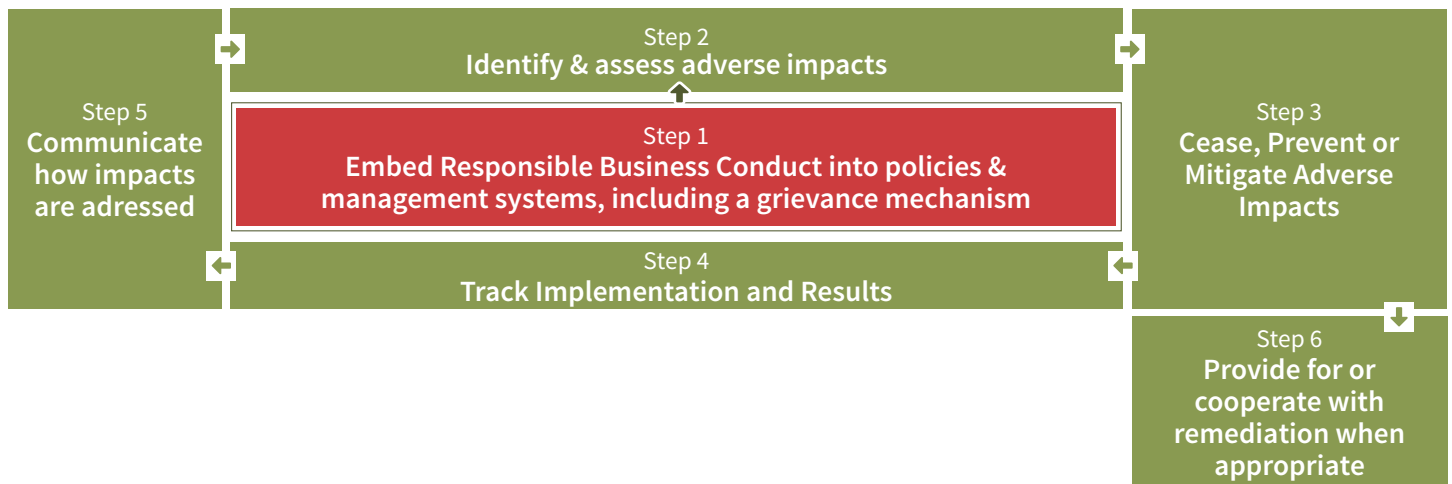 Step 2
Identify & assess adverse impacts
Step 5
Communicate
how impacts
are adressed
Step 1
Embed Responsible Business Conduct into policies &
management systems, including a grievance mechanism
Step 3
Cease, Prevent or
Mitigate Adverse
Impacts
Step 4
Track Implementation and Results
Step 6
Provide for or
cooperate with
remediation when
appropriate